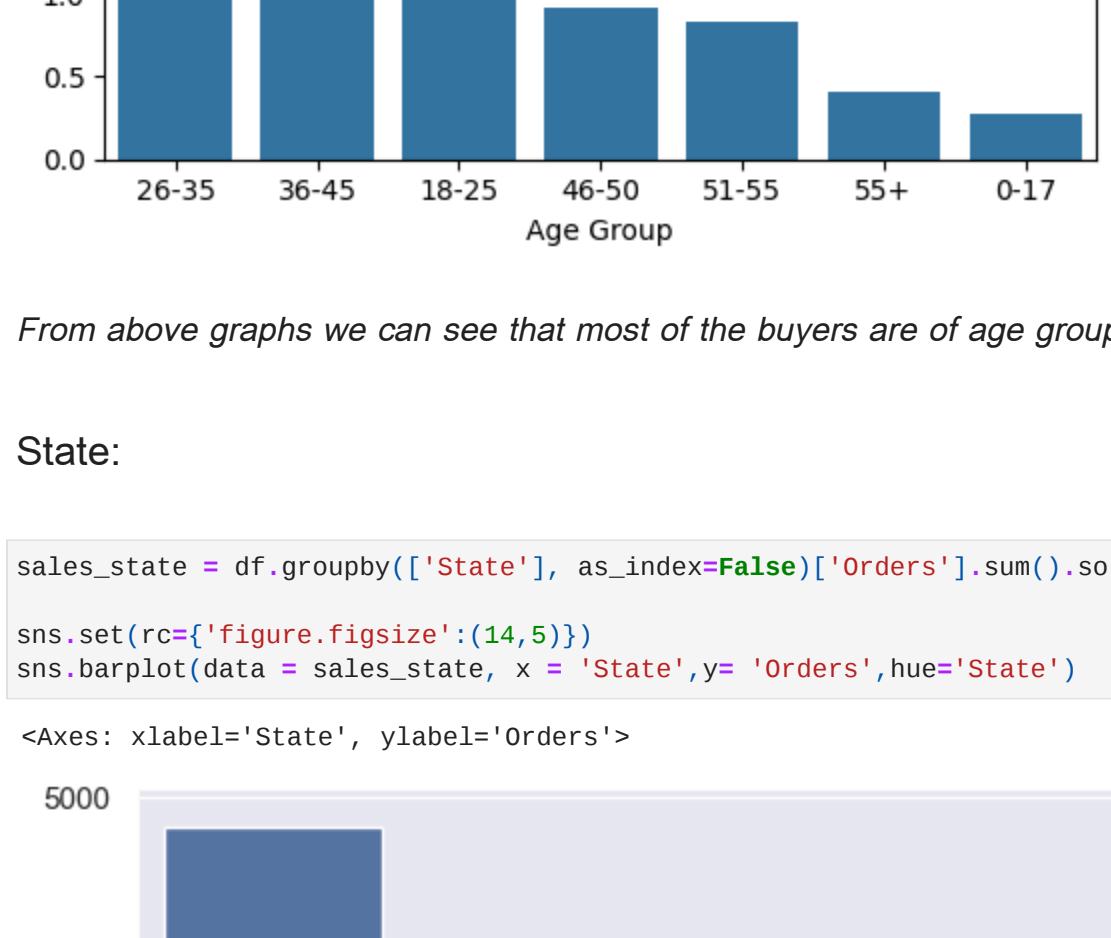 1.0
0.5
0.0
26-35 36-45 18-25 46-50 51-55 55+ 0-17
Age Group
From above graphs we can see that most of the buyers are of age group
State:
sales_state = df.groupby(['State'], as_index=False)['Orders'].sum().so
sns.set(rc={'figure.figsize':(14,5)})
sns.barplot(data = sales_state, x = 'State',y= 'Orders',hue='State')
<Axes: xlabel='State', ylabel='Orders'>
5000